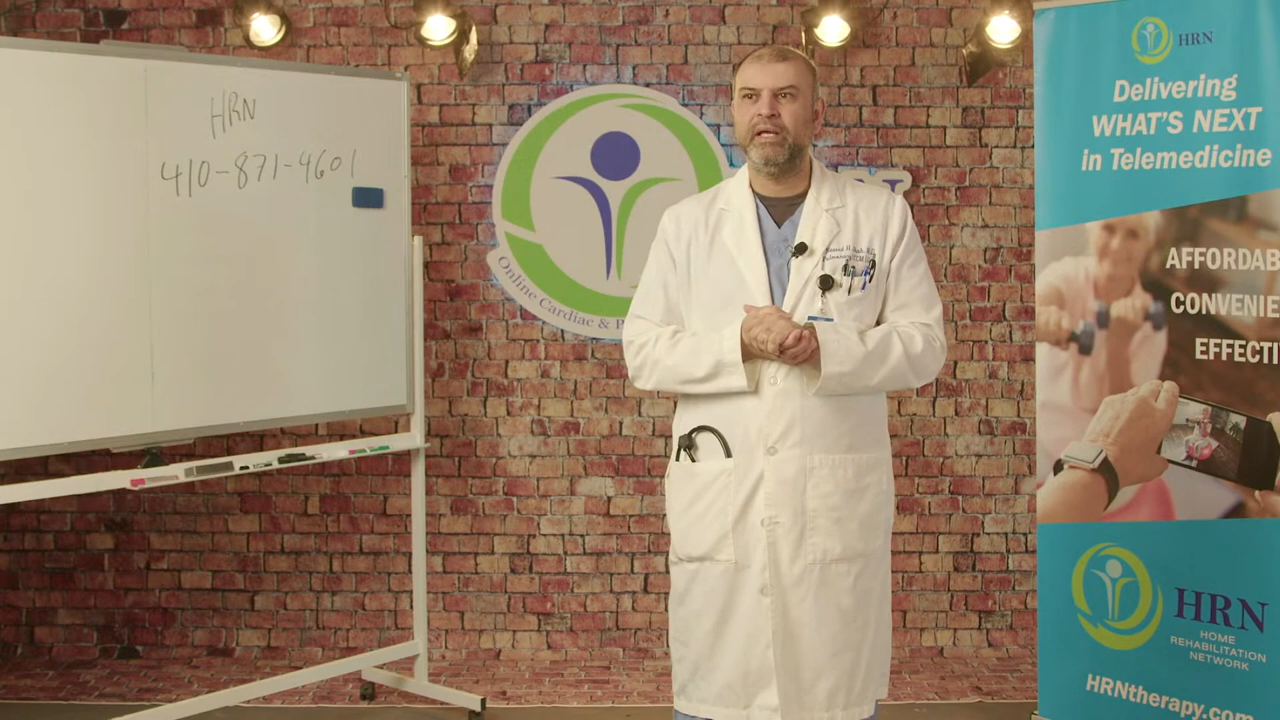 HRN
410-871-4601
Online Cardiac &
HRN
Delivering
WHAT'S NEXT
in Telemedicine
AFFORDAB
CONVENIE
EFFECTI
HRN
HOME
REHABILITATION
NETWORK
HRNtherapy.com